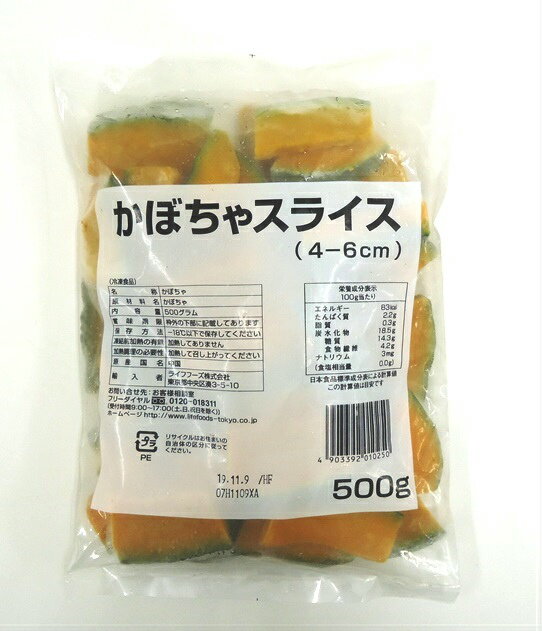 かぼちゃスライス
(4−6cm)
(冷凍食品)
名 称 かぼちゃ
原 材 料 名 かぼちゃ
内 容 量 500グラム
賞 味 期 限 枠外の下部に記載してあります
保 存 方 法 −18℃以下で保存してください
凍結前加熱の有無 加熱してありません
加熱調理の必要性 加熱して召し上がってください
原 産 国 名 中国
輸 入 者 ライフフーズ株式会社
東京都中央区湊3-5-10
お問い合せ先：お客様相談室
フリーダイヤル 0120-018311
(受付時間9:00〜17:00(土、日、祝日を除く))
ホームページ http://www.lifefoods-tokyo.co.jp
プラ
PE
リサイクルはお住まいの
自治体の区分に従って
ください。
栄養成分表示
100g当たり
エネルギー 83kcal
たんぱく質 2.2g
脂質 0.3g
炭水化物 18.5g
糖質 14.3g
食物繊維 4.2g
ナトリウム 3mg
(食塩相当量 0.0g)
日本食品標準成分表による計算値
この計算値は目安です
4 903392 010250
19.11.9 /HF
07H1109XA
500g